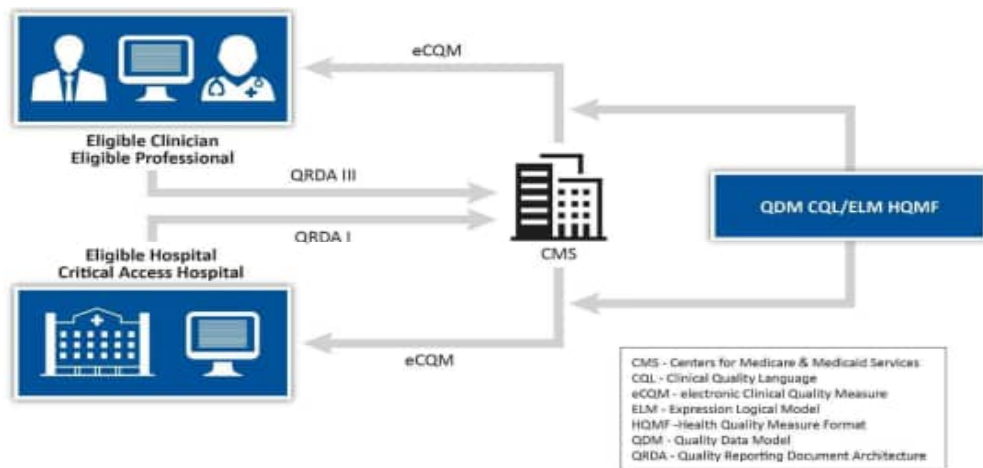 eCQM
Eligible Clinician
Eligible Professional
QRDA III
QRDA I
CMS
QDM CQL/ELM HQMF
Eligible Hospital
Critical Access Hospital
eCQM
CMS - Centers for Medicare & Medicaid Services
CQL - Clinical Quality Language
eCQM - electronic Clinical Quality Measure
ELM - Expression Logical Model
HQMF -Health Quality Measure Format
QDM - Quality Data Model
QRDA - Quality Reporting Document Architecture